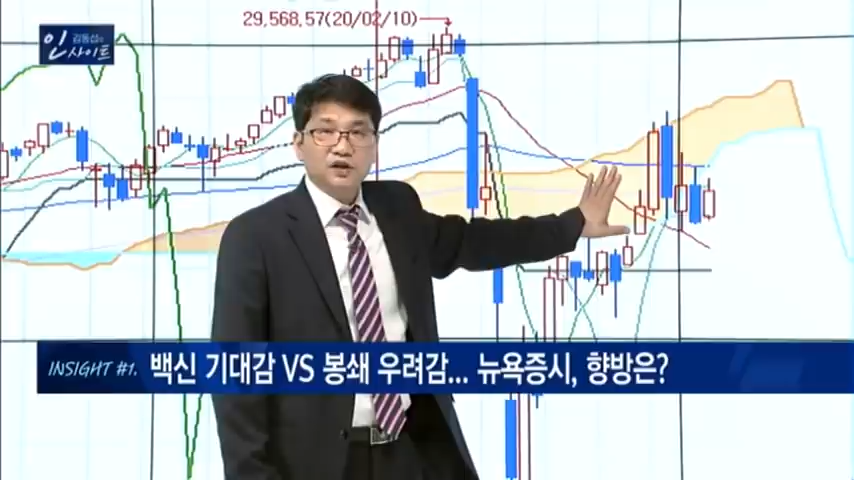 29,568,57(20/02/10)
김동섭의
인사이트
INSIGHT #1. 백신 기대감 VS 봉쇄 우려감... 뉴욕증시, 향방은?